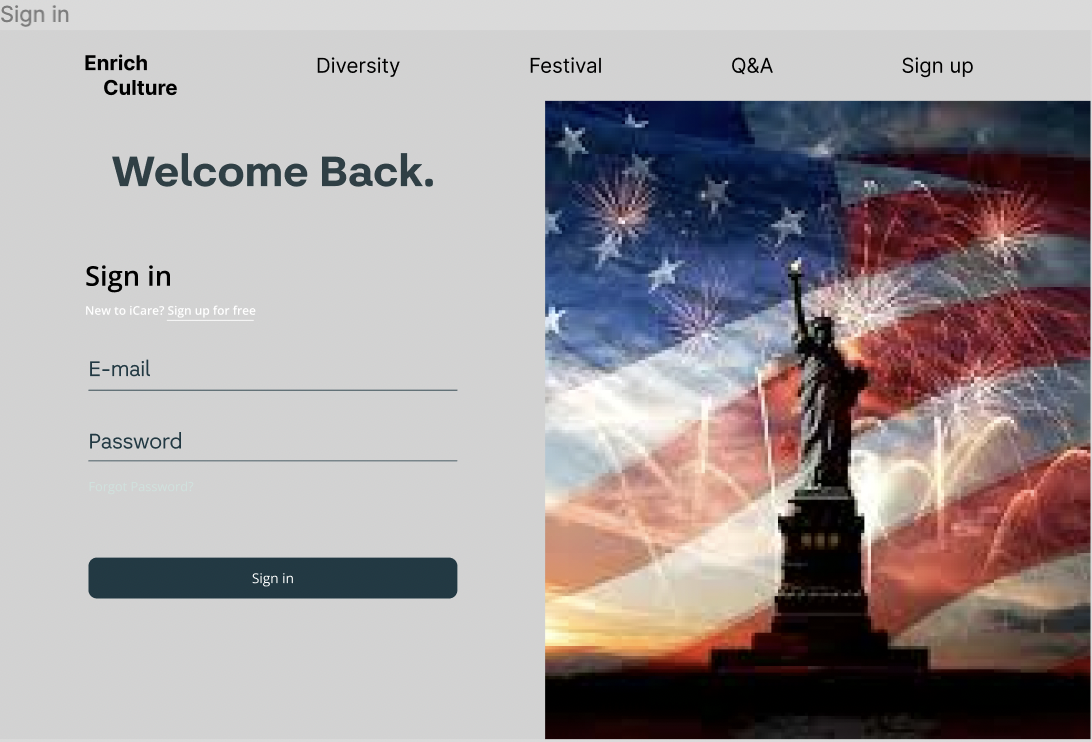 Sign in
Enrich
Culture
Diversity
Festival
Q&A
Sign up
Welcome Back.
Sign in
New to iCare? Sign up for free
E-mail
Password
Forgot Password?
Sign in